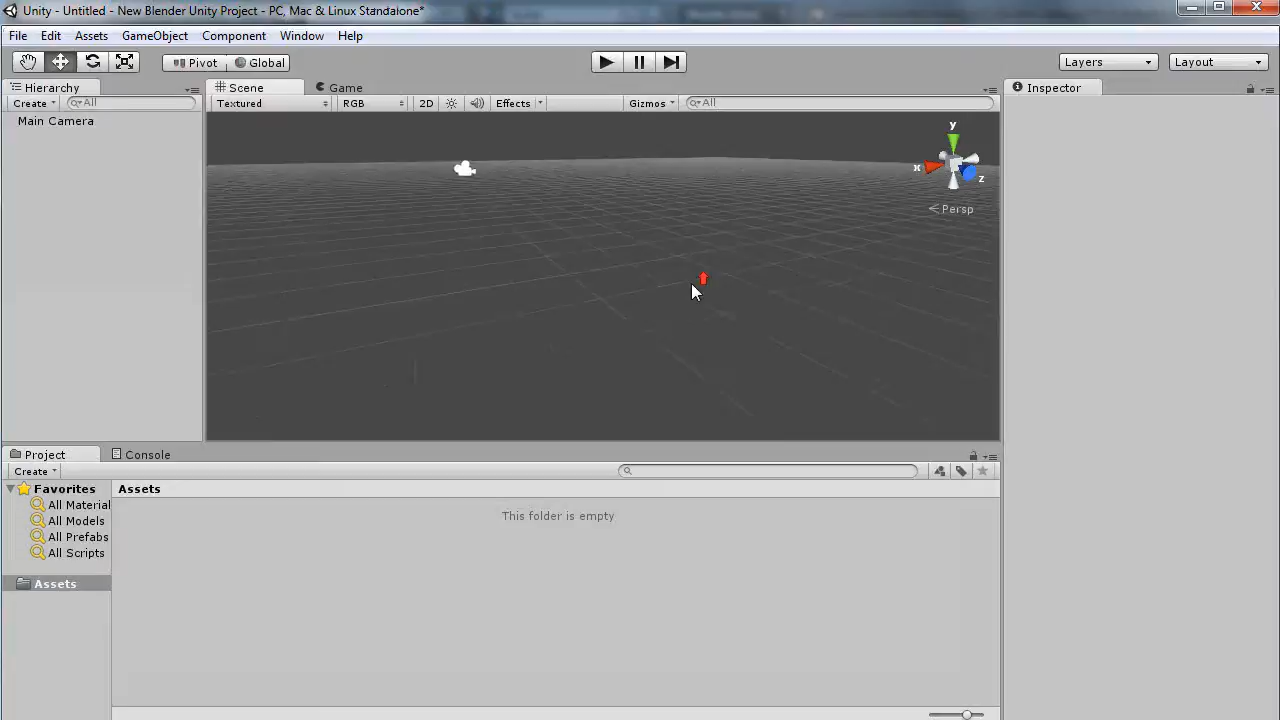 Unity - Untitled - New Blender Unity Project - PC, Mac & Linux Standalone*
File Edit Assets GameObject Component Window Help
Pivot Global Layers Layout
Hierarchy Scene Game Inspector
Create All Textured RGB 2D Effects Gizmos All
Main Camera
y
x
z
Persp
Project Console
Create
Favorites Assets
All Material
All Models
All Prefabs
All Scripts
This folder is empty
Assets